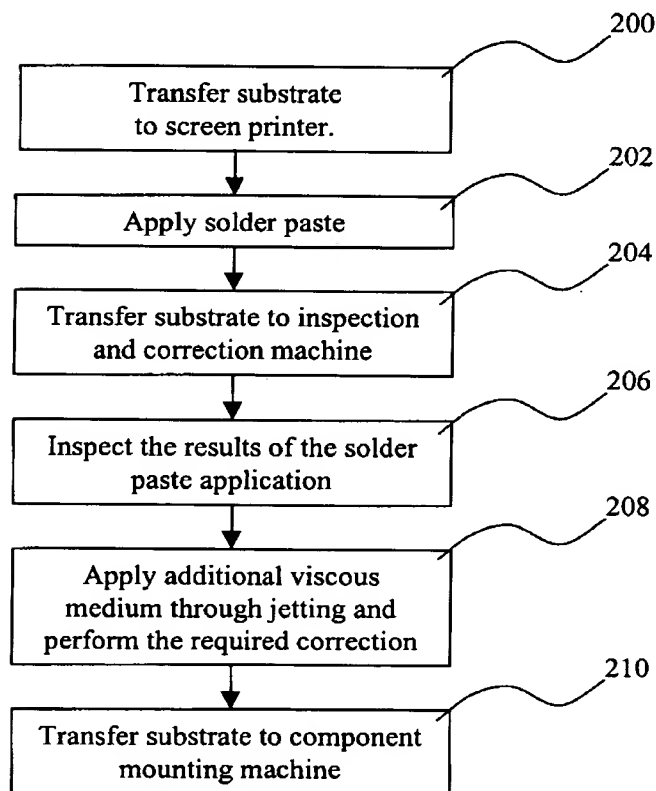 200
Transfer substrate
to screen printer.
202
Apply solder paste
204
Transfer substrate to inspection
and correction machine
206
Inspect the results of the solder
paste application
208
Apply additional viscous
medium through jetting and
perform the required correction
210
Transfer substrate to component
mounting machine